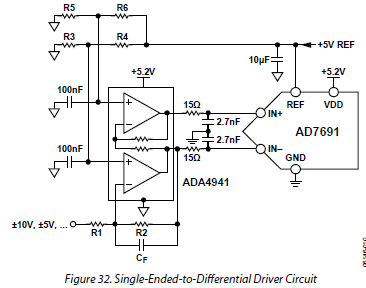 R5
R6
R3
R4
+5V REF
10µF
+5.2V
+5.2V
100nF
REF
VDD
15Ω
IN+
2.7nF
AD7691
2.7nF
100nF
IN–
15Ω
GND
ADA4941
±10V, ±5V, ...
R1
R2
CF
Figure 32. Single-Ended-to-Differential Driver Circuit